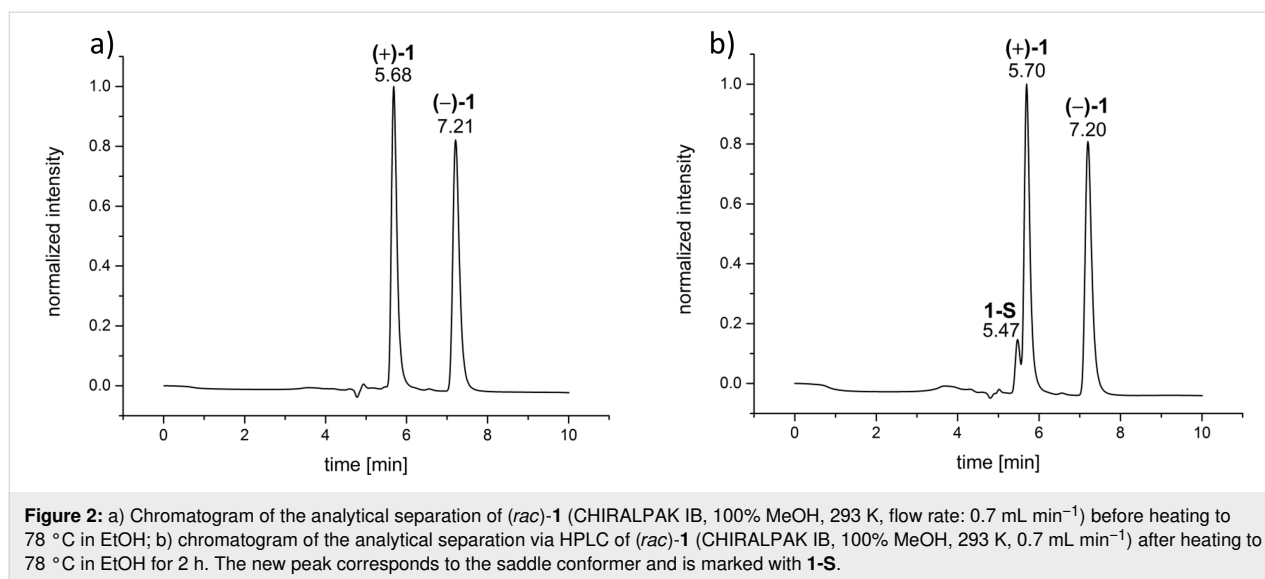 a)
(+)-1
5.68
(−)-1
7.21
1.0
0.8
0.6
0.4
0.2
0.0
normalized intensity
0 2 4 6 8 10
time [min]
b)
(+)-1
5.70
(−)-1
7.20
1-S
5.47
1.0
0.8
0.6
0.4
0.2
0.0
normalized intensity
0 2 4 6 8 10
time [min]
Figure 2: a) Chromatogram of the analytical separation of (rac)-1 (CHIRALPAK IB, 100% MeOH, 293 K, flow rate: 0.7 mL min⁻¹) before heating to
78 °C in EtOH; b) chromatogram of the analytical separation via HPLC of (rac)-1 (CHIRALPAK IB, 100% MeOH, 293 K, 0.7 mL min⁻¹) after heating to
78 °C in EtOH for 2 h. The new peak corresponds to the saddle conformer and is marked with 1-S.